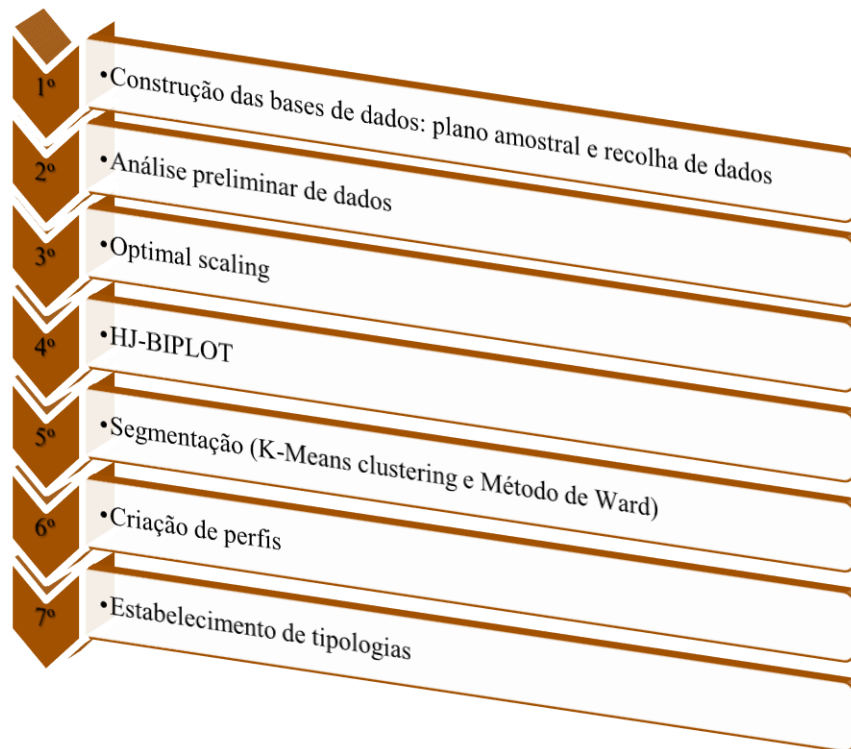 1º
•Construção das bases de dados: plano amostral e recolha de dados
2º
•Análise preliminar de dados
3º
•Optimal scaling
4º
•HJ-BIPLOT
5º
•Segmentação (K-Means clustering e Método de Ward)
6º
•Criação de perfis
7º
•Estabelecimento de tipologias